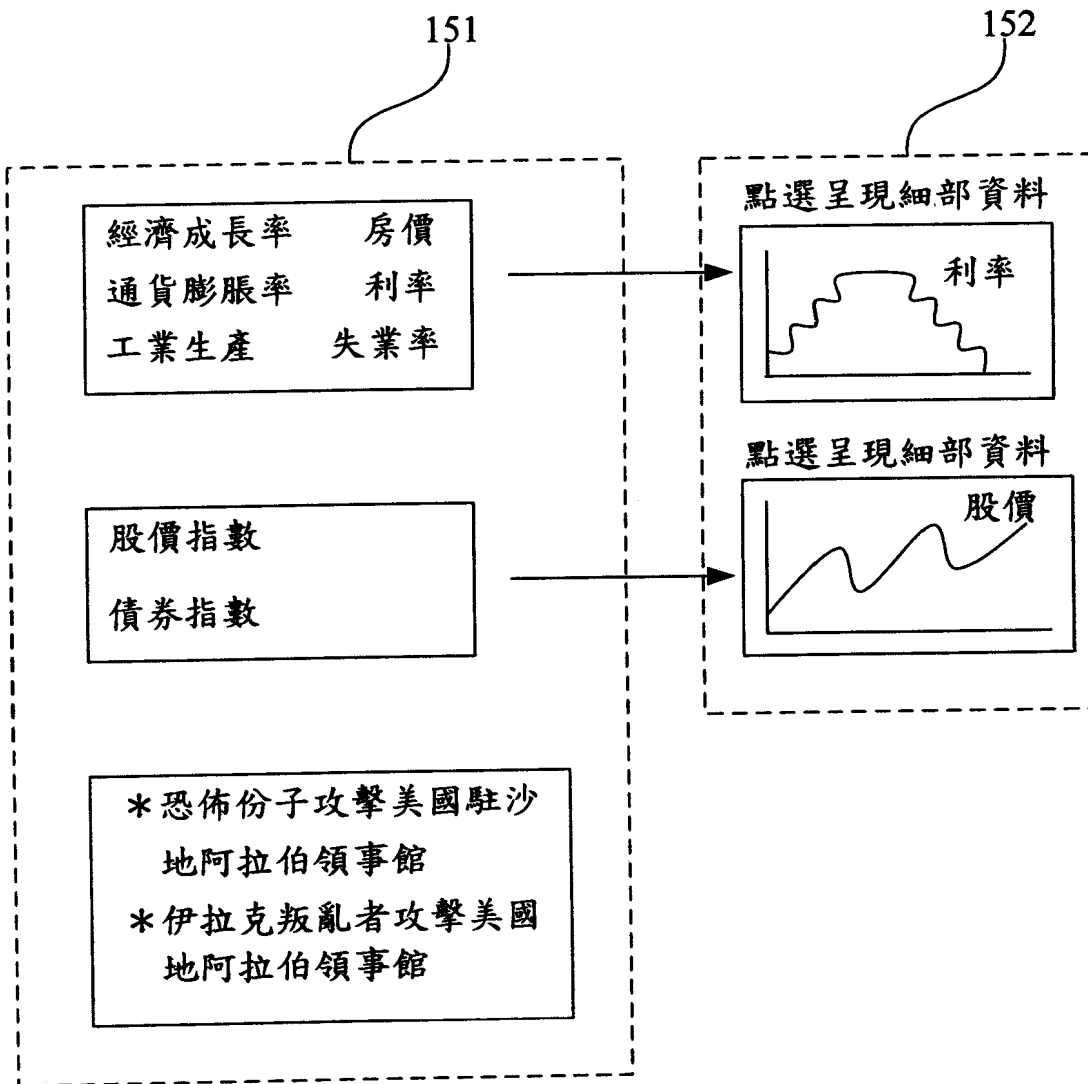 151
152
經濟成長率 房價
通貨膨脹率 利率
工業生產 失業率
股價指數
債券指數
＊恐佈份子攻擊美國駐沙
地阿拉伯領事館
＊伊拉克叛亂者攻擊美國
地阿拉伯領事館
點選呈現細部資料
利率
點選呈現細部資料
股價